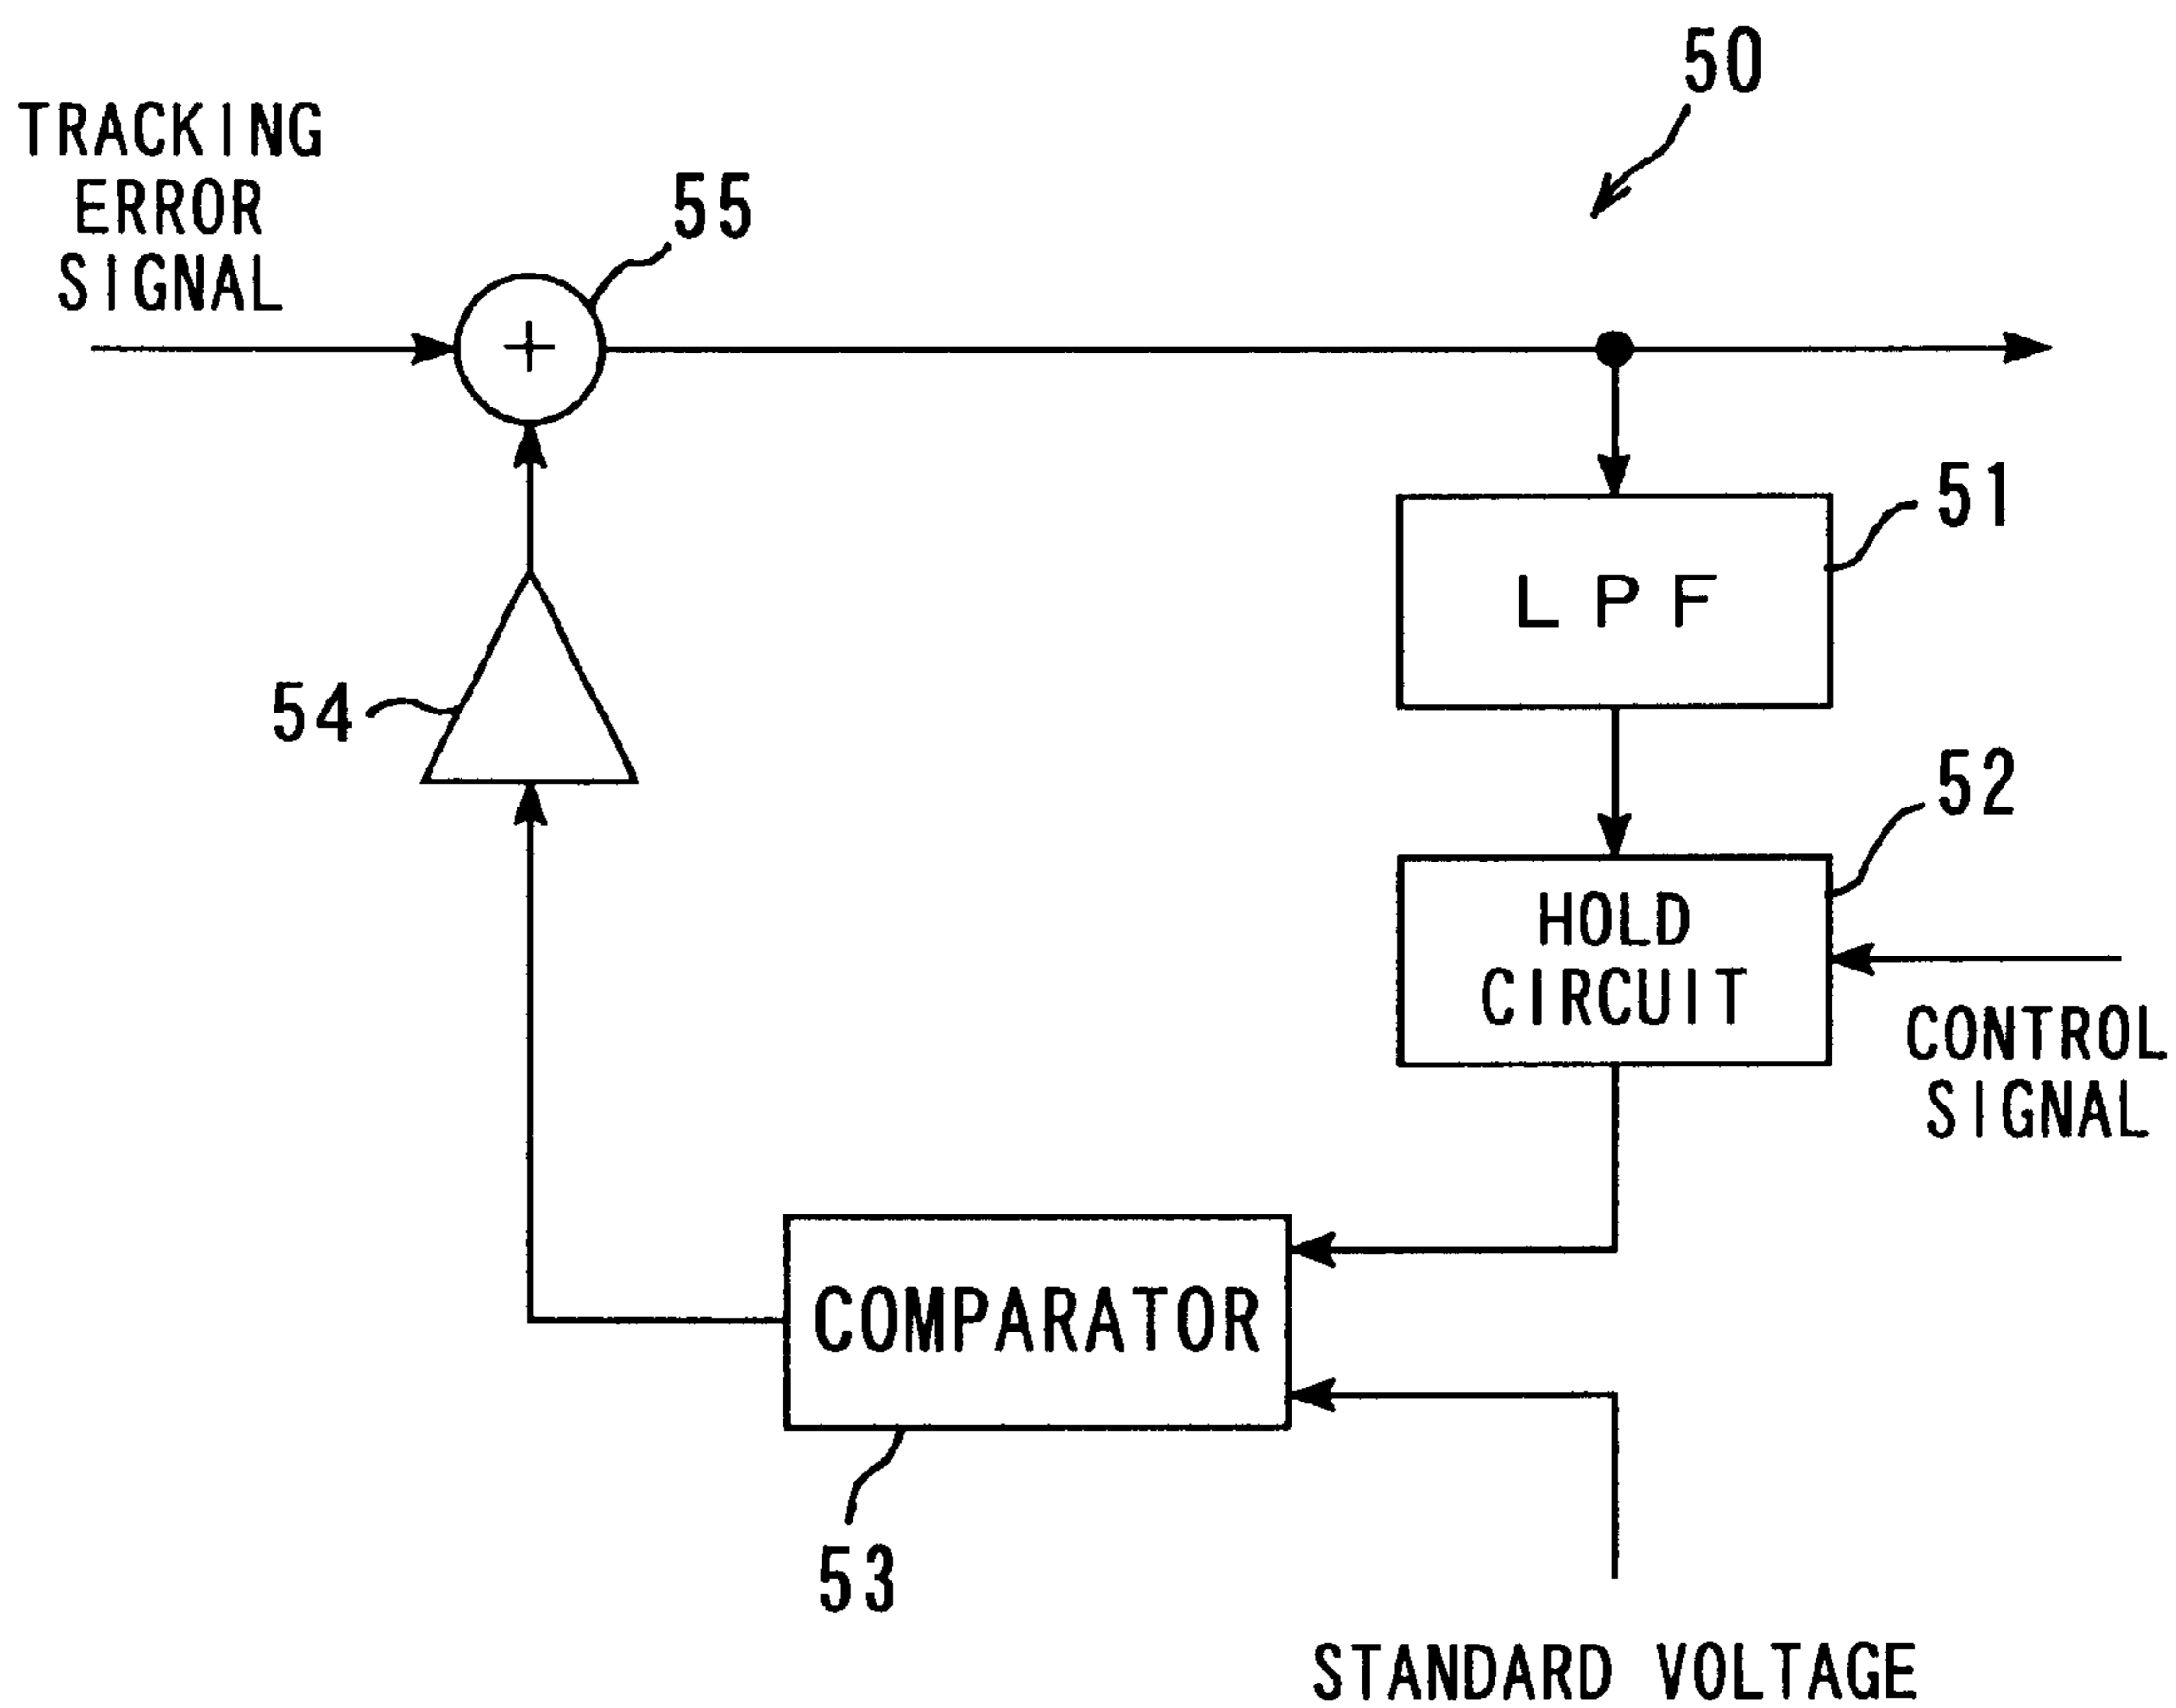 50
TRACKING
ERROR
SIGNAL
55
+
51
LPF
54
52
HOLD
CIRCUIT
CONTROL
SIGNAL
COMPARATOR
53
STANDARD VOLTAGE